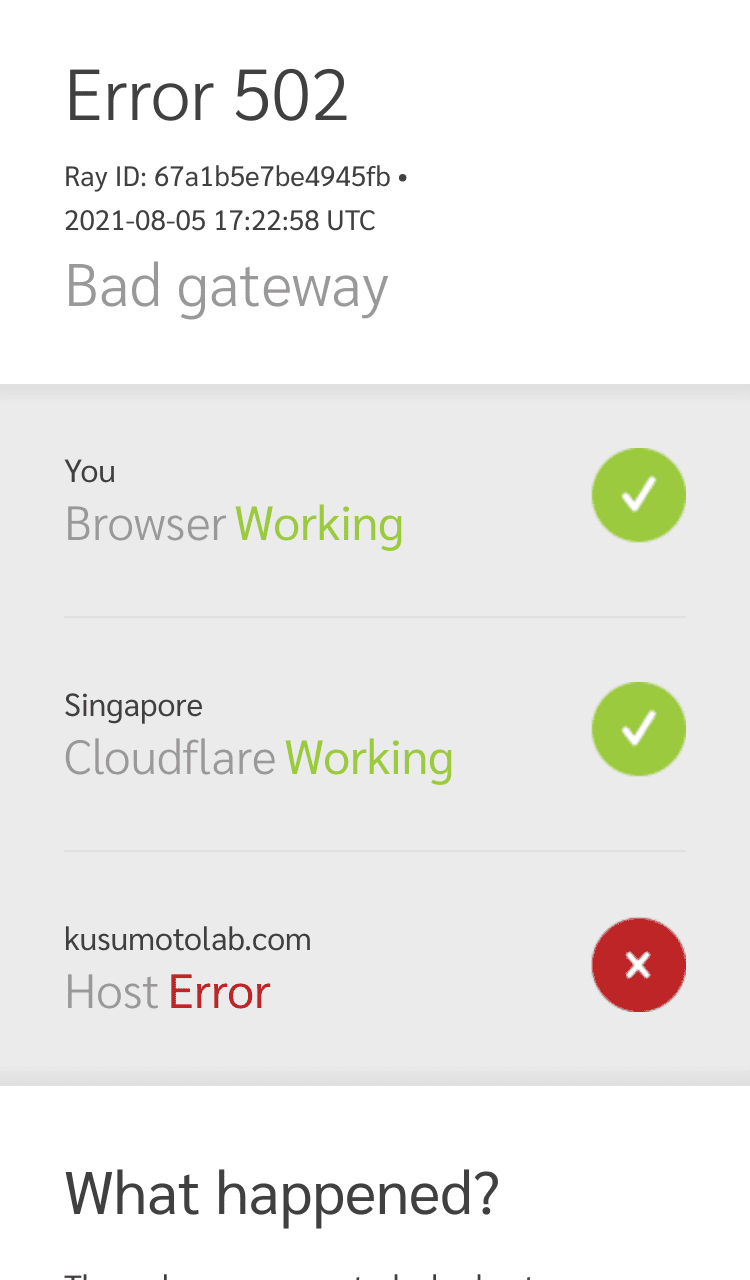 Error 502
Ray ID: 67a1b5e7be4945fb •
2021-08-05 17:22:58 UTC
Bad gateway
You
Browser Working
Singapore
Cloudflare Working
kusumotolab.com
Host Error
What happened?